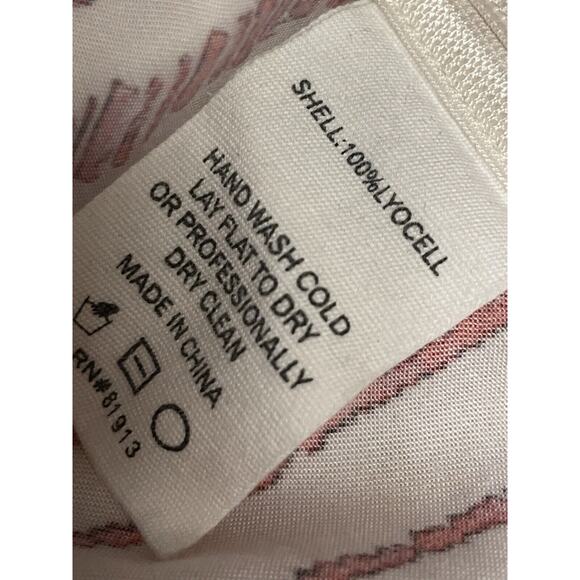 SHELL:100%LYOCELL
HAND WASH COLD
LAY FLAT TO DRY
OR PROFESSIONALLY
DRY CLEAN
MADE IN CHINA
RN#81913